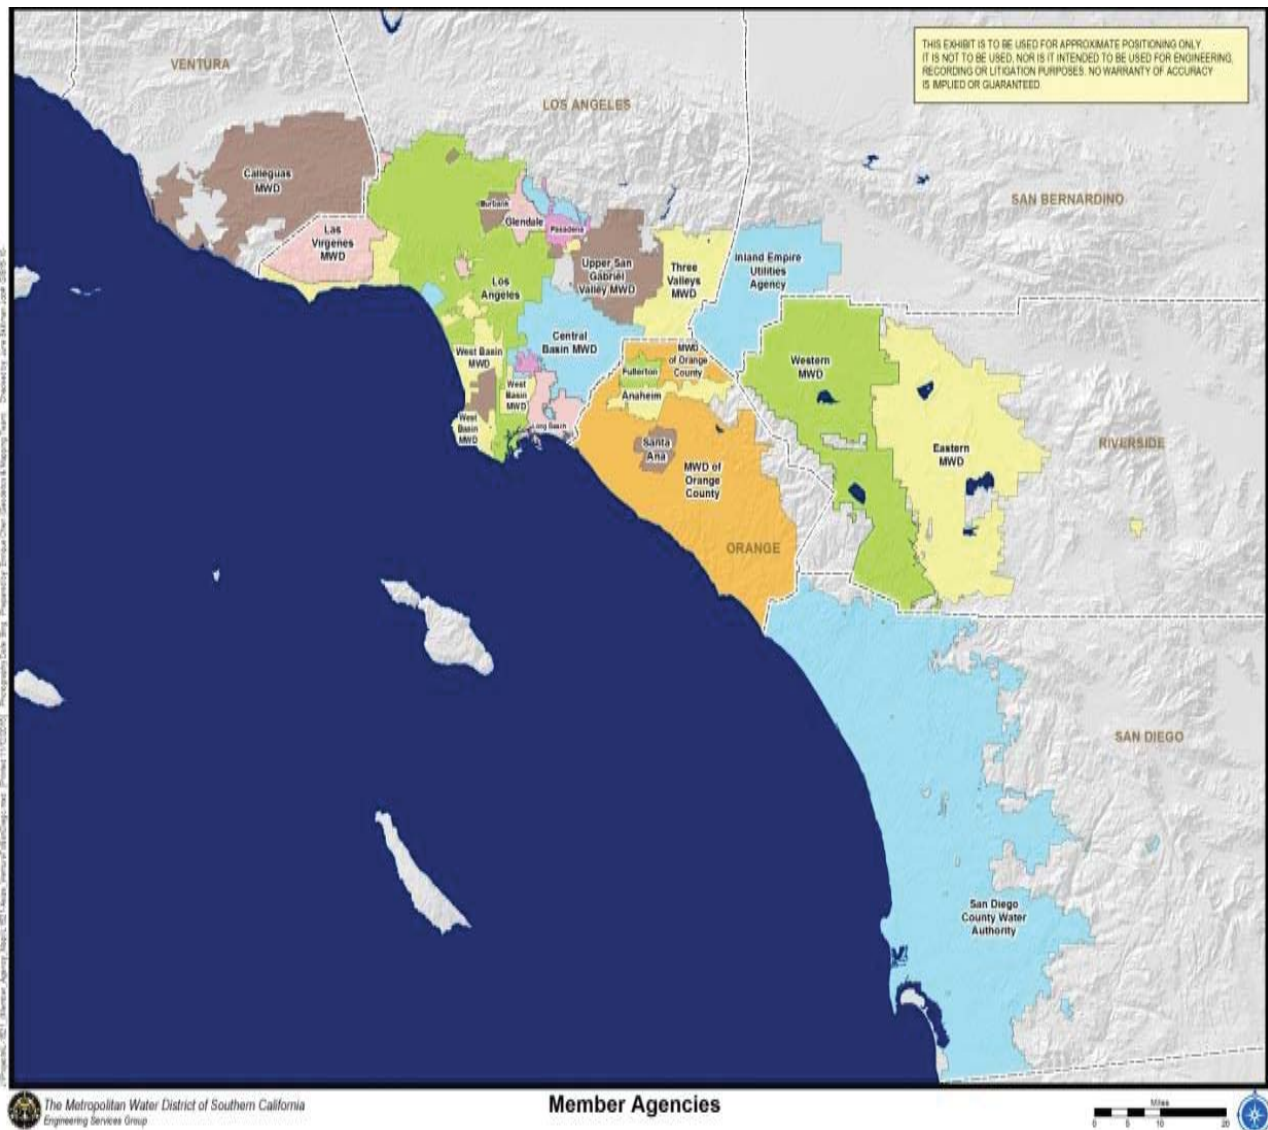 THIS EXHIBIT IS TO BE USED FOR APPROXIMATE POSITIONING ONLY
IT IS NOT TO BE USED, NOR IS IT INTENDED TO BE USED FOR ENGINEERING,
RECORDING OR LITIGATION PURPOSES. NO WARRANTY OF ACCURACY
IS IMPLIED OR GUARANTEED.
VENTURA
LOS ANGELES
SAN BERNARDINO
Calleguas
MWD
Las
Virgenes
MWD
Burbank
Glendale
Pasadena
Los
Angeles
Upper San
Gabriel
Valley MWD
Three
Valleys
MWD
Inland Empire
Utilities
Agency
Central
Basin MWD
West Basin
MWD
West
Basin
MWD
West
Basin
MWD
Long Beach
MWD
of Orange
County
Fullerton
Anaheim
Santa
Ana
MWD of
Orange
County
ORANGE
Western
MWD
Eastern
MWD
RIVERSIDE
SAN DIEGO
San Diego
County Water
Authority
The Metropolitan Water District of Southern California
Engineering Services Group
Member Agencies
Miles
0 5 10 20